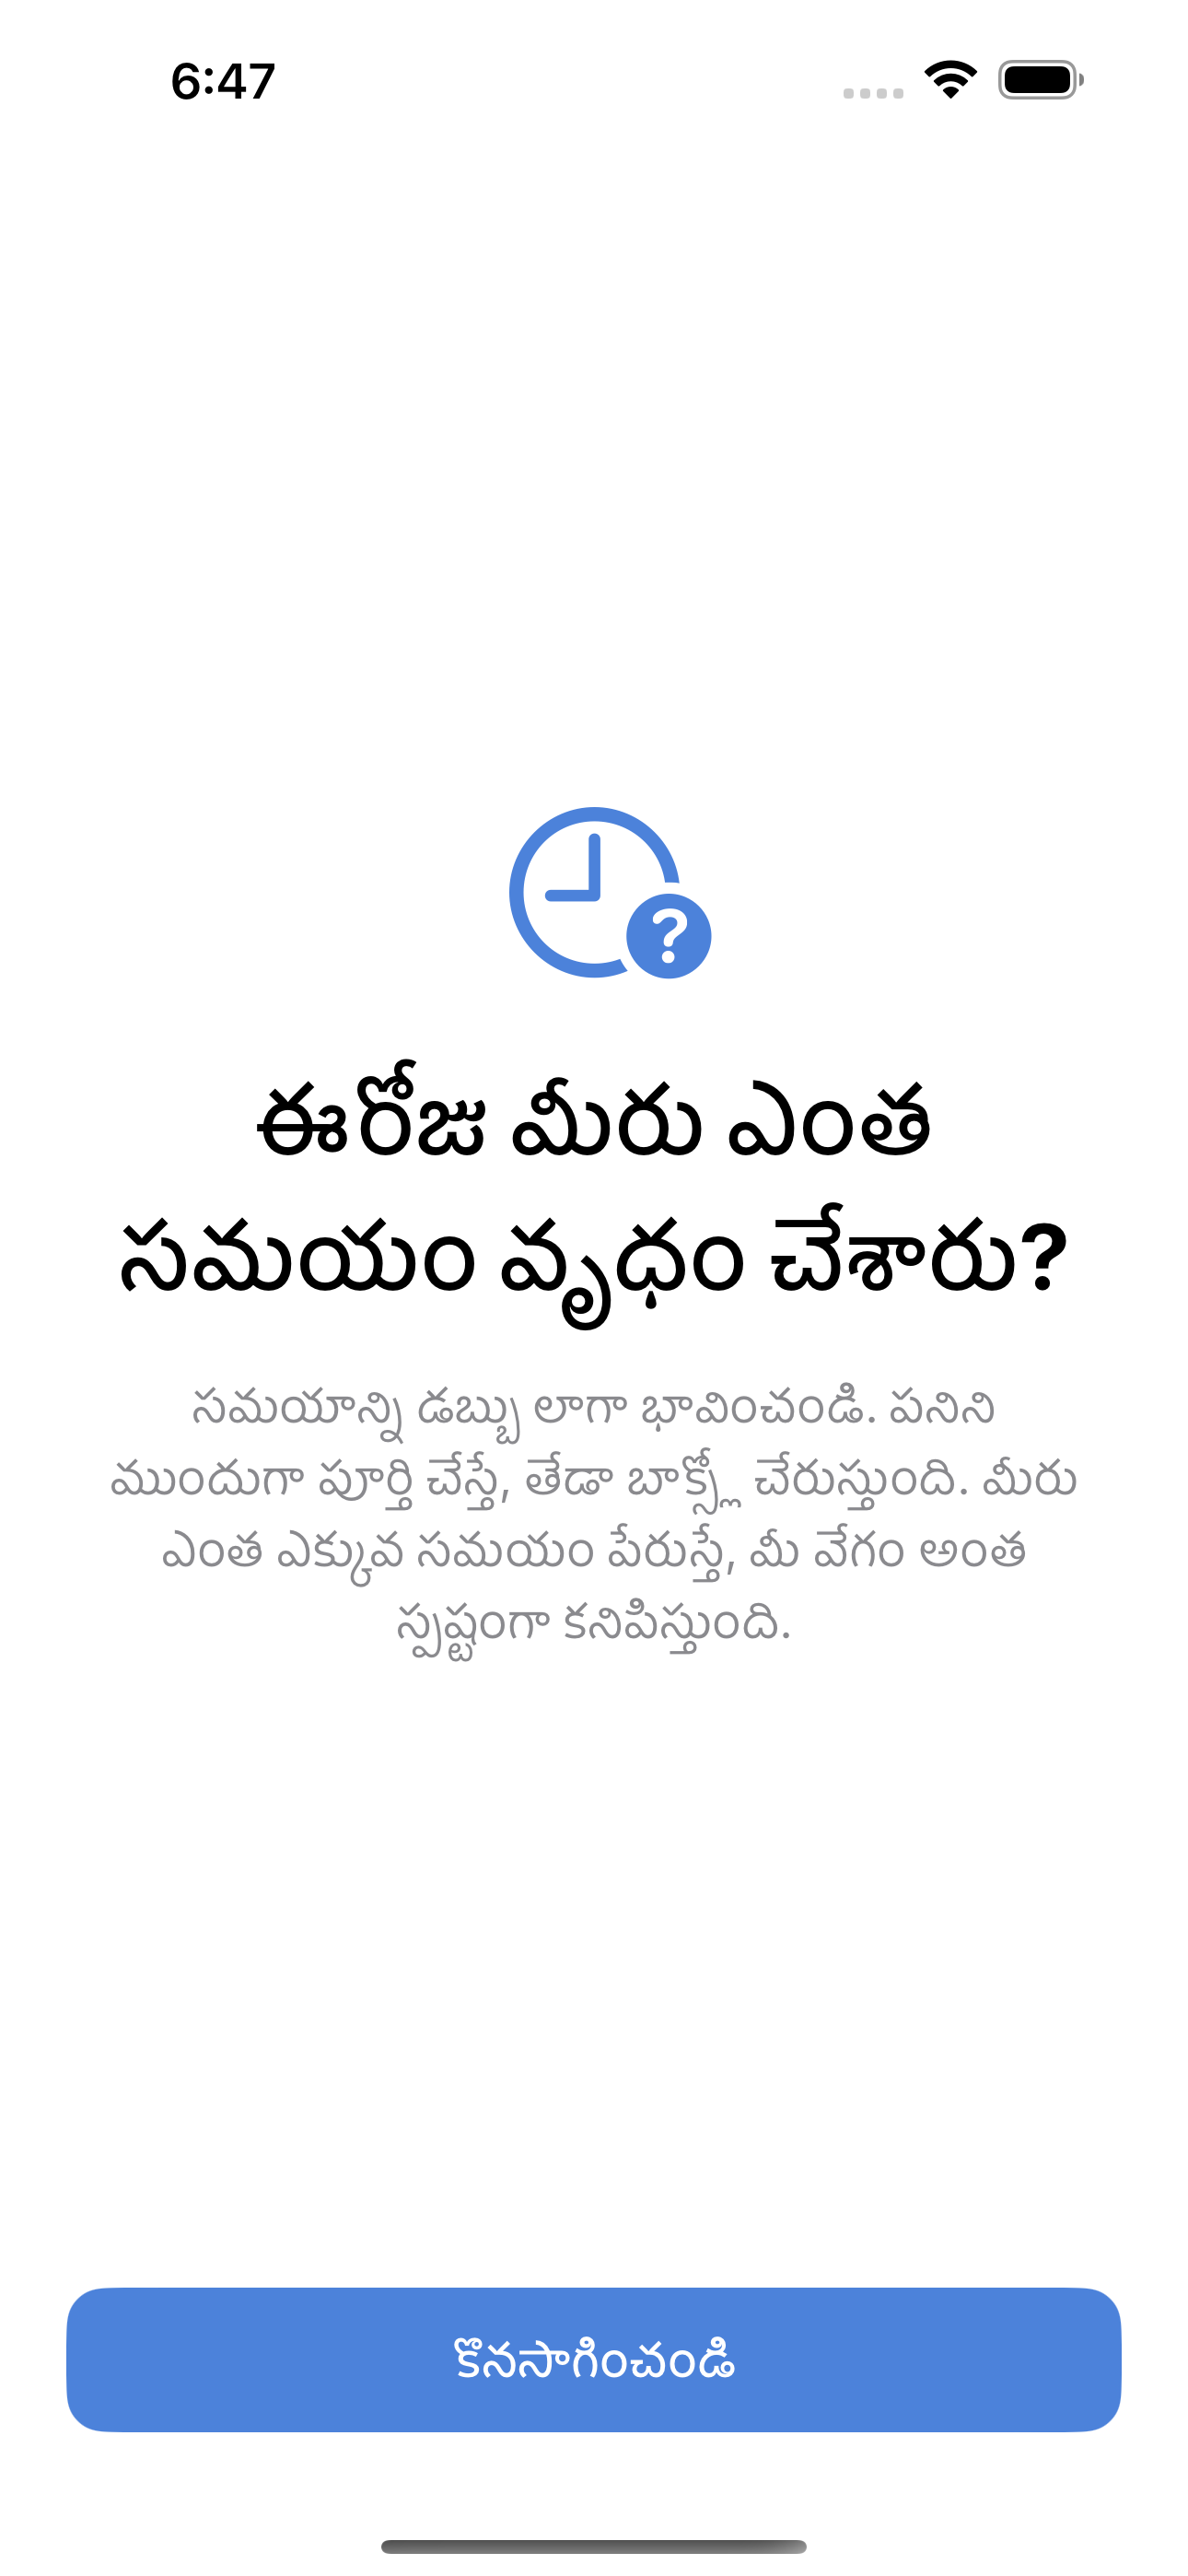 6:47
ఈరోజు మీరు ఎంత
సమయం వృధం చేశారు?
సమయాన్ని డబ్బు లాగా భావించండి. పనిని
ముందుగా పూర్తి చేస్తే, తేడా బాక్స్లో చేరుస్తుంది. మీరు
ఎంత ఎక్కువ సమయం పేరుస్తే, మీ వేగం అంత
స్పష్టంగా కనిపిస్తుంది.
కొనసాగించండి